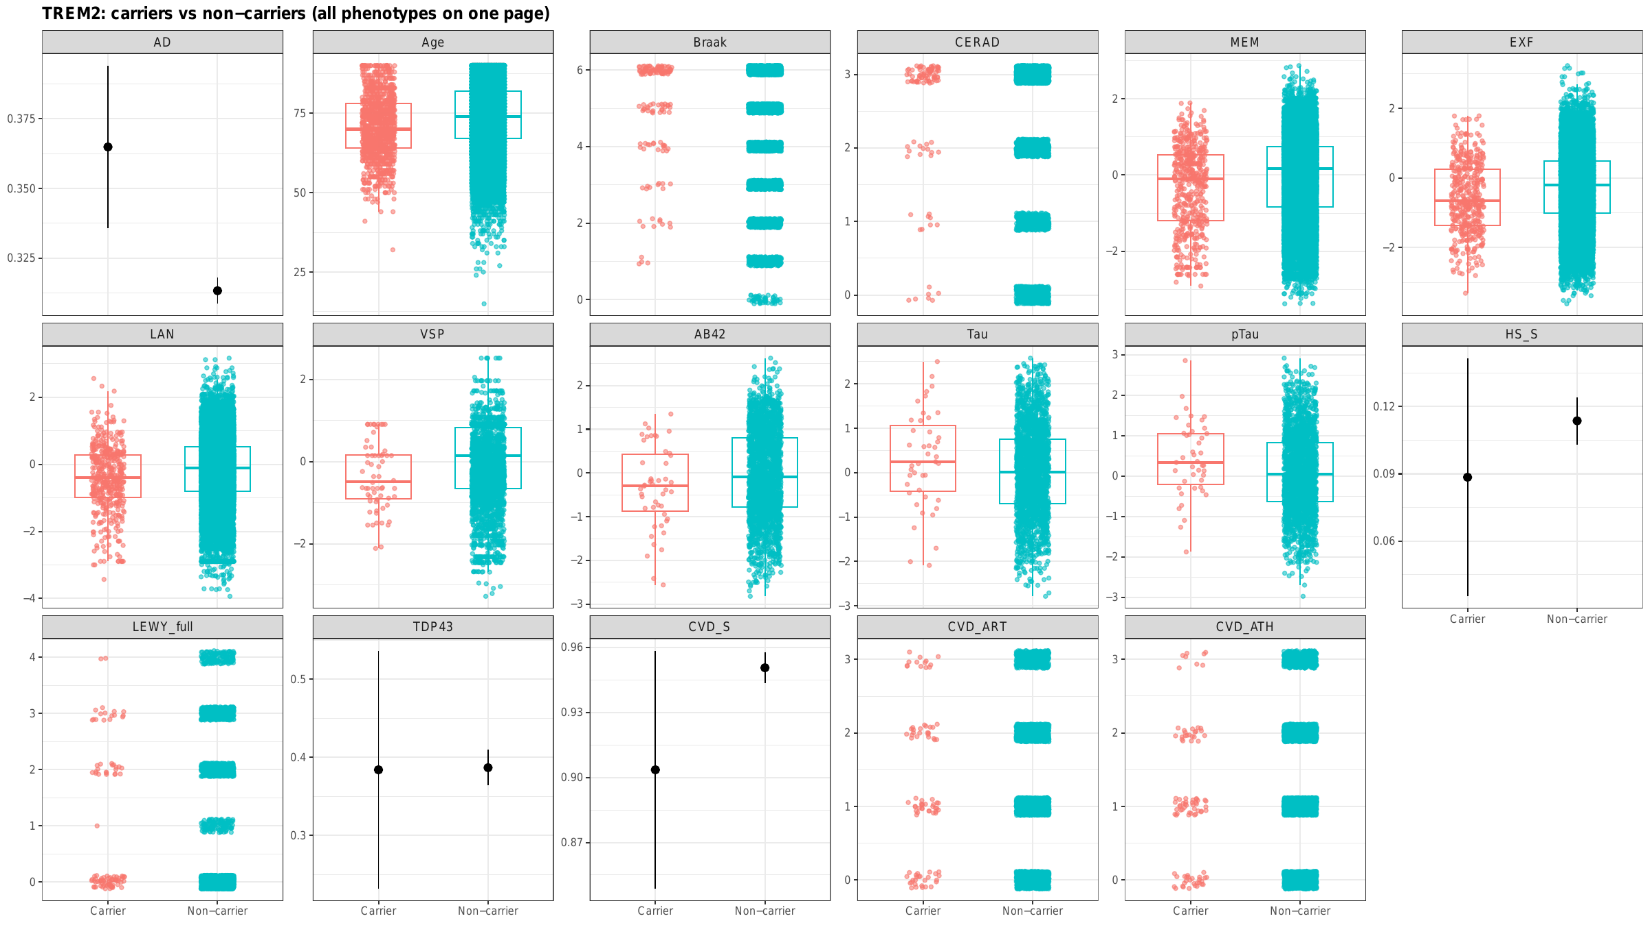 TREM2: carriers vs non−carriers (all phenotypes on one page)
AD
Age
Braak
CERAD
MEM
EXF
0.375
0.350
0.325
75
50
25
6
4
2
0
3
2
1
0
2
0
−2
2
0
−2
LAN
VSP
AB42
Tau
pTau
HS_S
2
0
−2
−4
2
0
−2
2
1
0
−1
−2
−3
2
1
0
−1
−2
−3
3
2
1
0
−1
−2
−3
0.12
0.09
0.06
Carrier
Non−carrier
LEWY_full
TDP43
CVD_S
CVD_ART
CVD_ATH
4
3
2
1
0
0.5
0.4
0.3
0.96
0.93
0.90
0.87
3
2
1
0
3
2
1
0
Carrier
Non−carrier
Carrier
Non−carrier
Carrier
Non−carrier
Carrier
Non−carrier
Carrier
Non−carrier